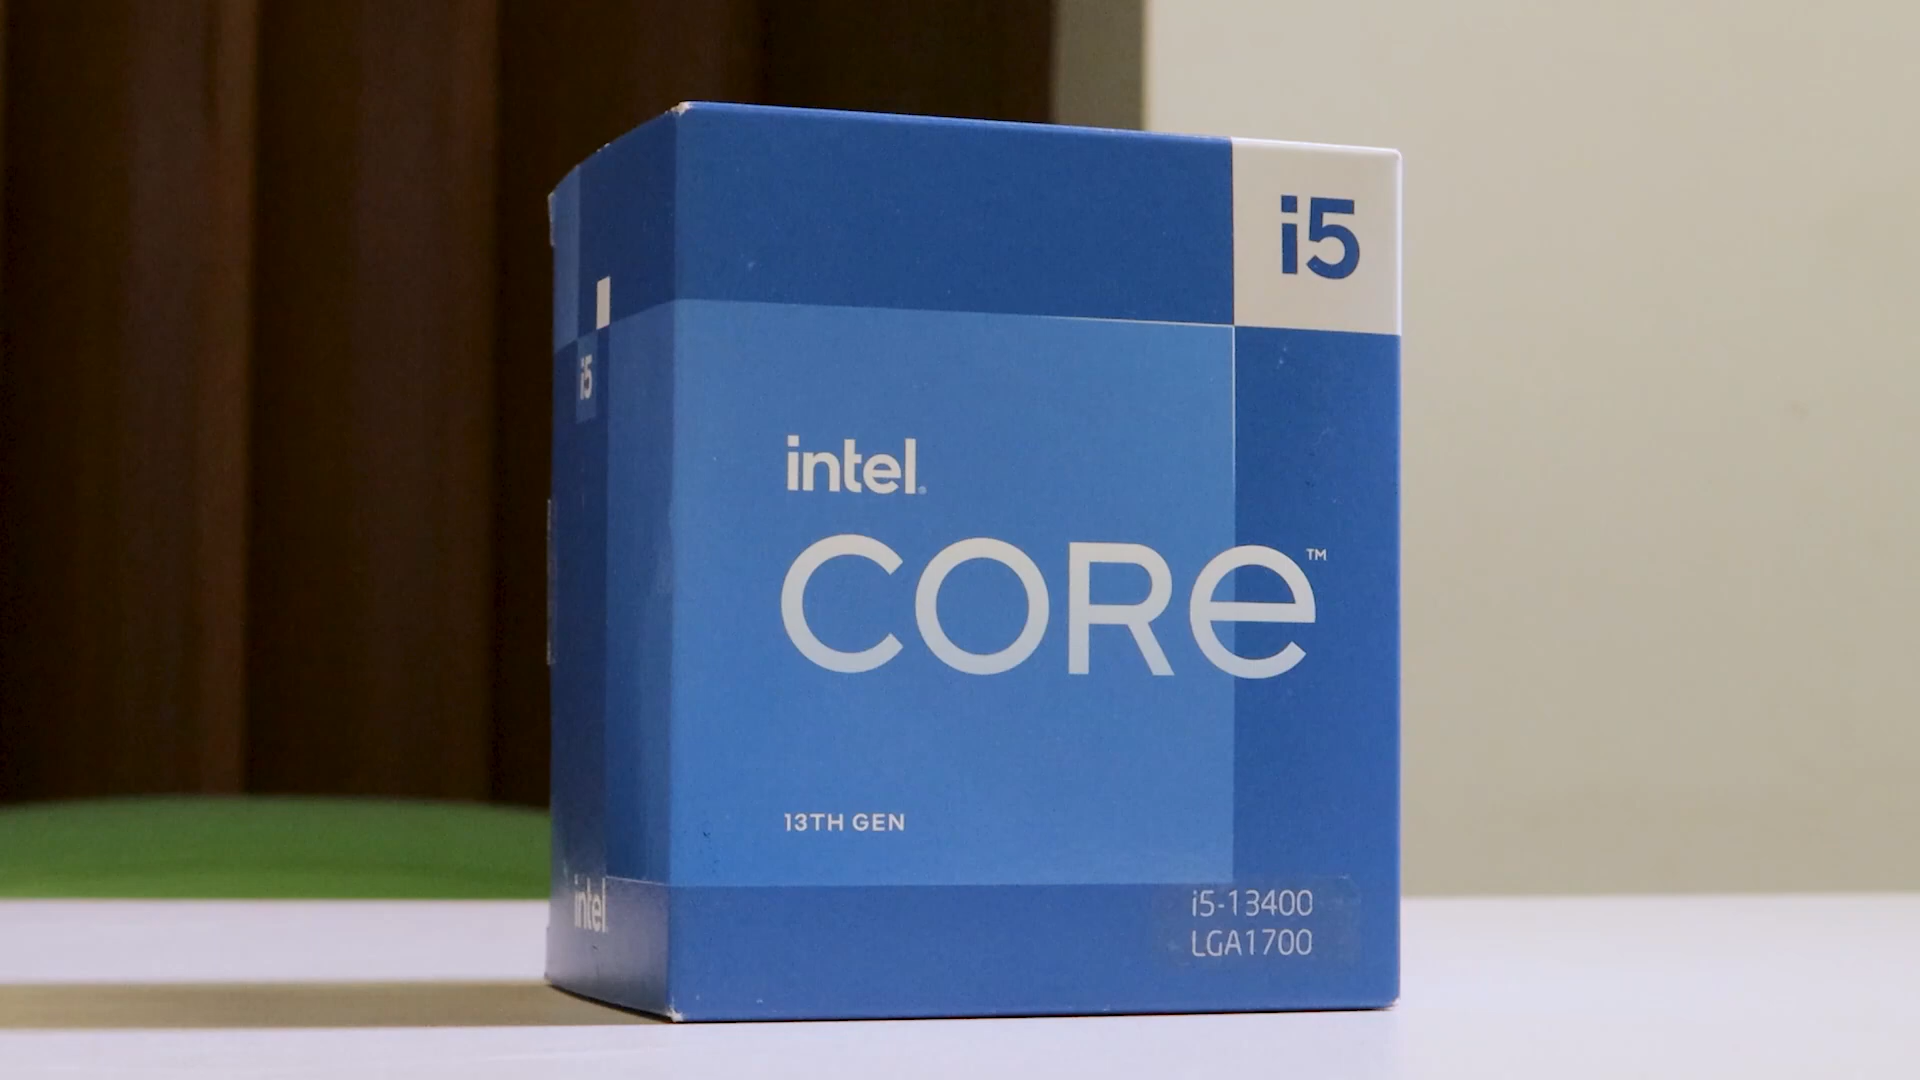 i5
i5
intel
CORe™
13TH GEN
intel
i5-13400
LGA1700